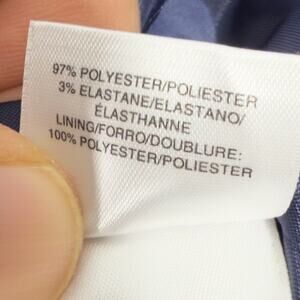 97% POLYESTER/POLIESTER
3% ELASTANE/ELASTANO/
ÉLASTHANNE
LINING/FORRO/DOUBLURE:
100% POLYESTER/POLIESTER